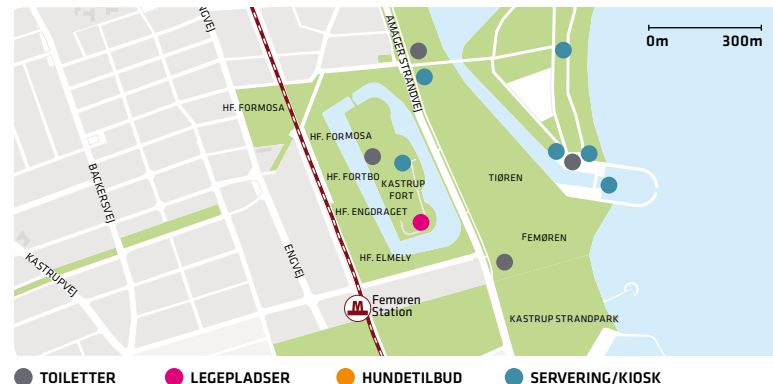 NGVEJ
AMAGER STRANDVEJ
0m 300m
HF. FORMOSA
HF. FORMOSA
HF. FORTBO
KASTRUP
FORT
TIØREN
BACKERSVEJ
HF. ENGDRAGET
FEMØREN
ENGVEJ
HF. ELMELY
KASTRUPVEJ
M
Femøren
Station
KASTRUP STRANDPARK
TOILETTER LEGEPLADSER HUNDETILBUD SERVERING/KIOSK